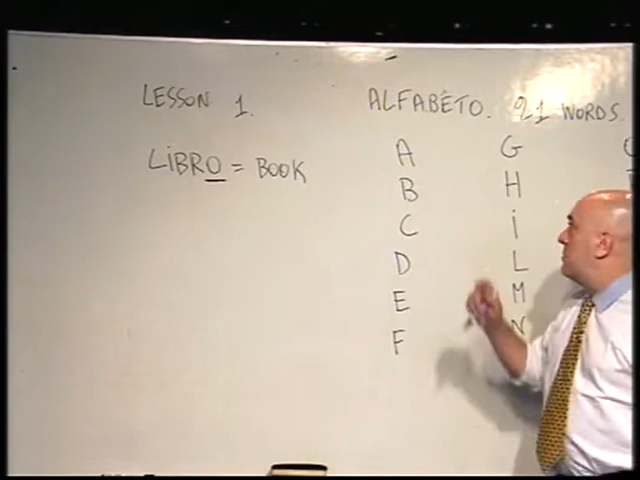 LESSON 1.
LIBRO = BOOK
ALFABÉTO. 21 WORDS.
A
B
C
D
E
F
G
H
i
L
M
N